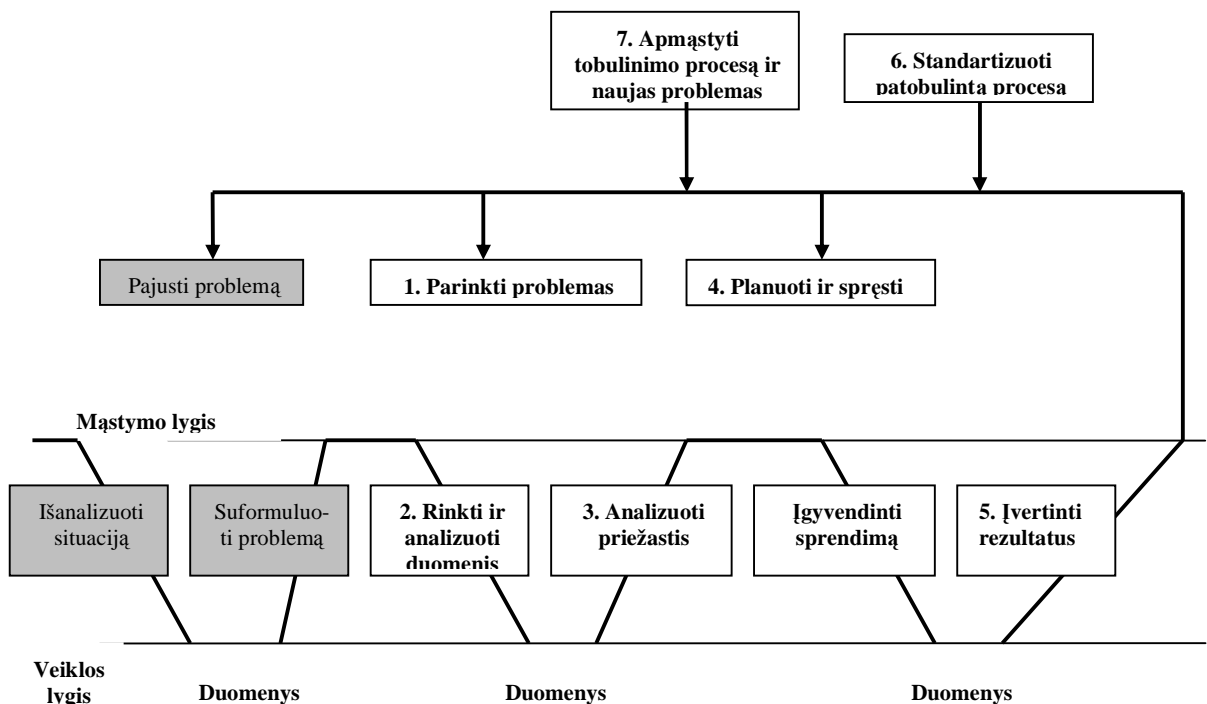 7. Apmąstyti
tobulinimo procesą ir
naujas problemas
6. Standartizuoti
patobulintą procesą
Pajusti problemą
1. Parinkti problemas
4. Planuoti ir spręsti
Mąstymo lygis
Išanalizuoti
situaciją
Suformuluo-
ti problemą
2. Rinkti ir
analizuoti
duomenis
3. Analizuoti
priežastis
Įgyvendinti
sprendimą
5. Įvertinti
rezultatus
Veiklos
lygis
Duomenys
Duomenys
Duomenys